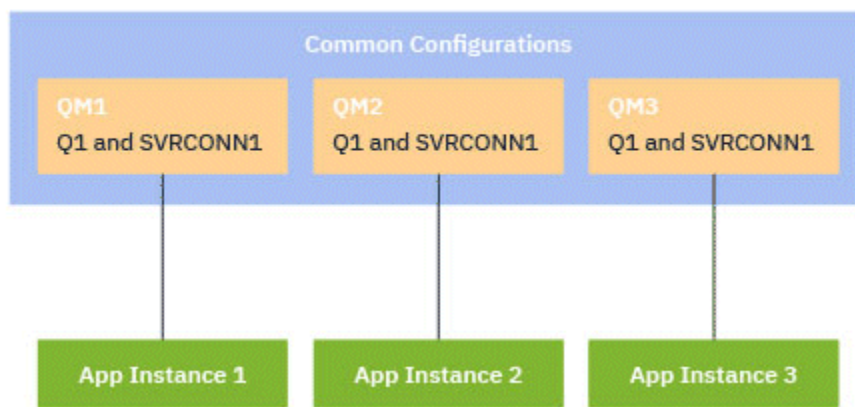 Common Configurations
QM1
Q1 and SVRCONN1
QM2
Q1 and SVRCONN1
QM3
Q1 and SVRCONN1
App Instance 1
App Instance 2
App Instance 3